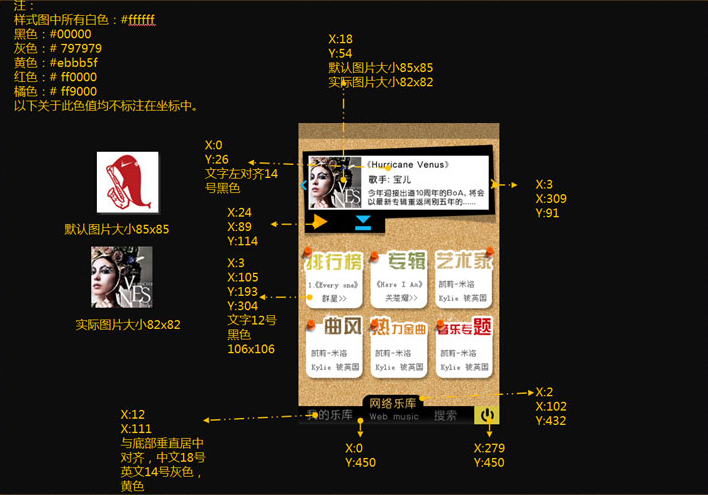 注：
样式图中所有白色：#ffffff
黑色：#00000
灰色：# 797979
黄色：#ebbb5f
红色：# ff0000
橘色：# ff9000
以下关于此色值均不标注在坐标中。
X:18
Y:54
默认图片大小85x85
实际图片大小82x82
X:0
Y:26
文字左对齐14
号黑色
《Hurricane Venus》
歌手：宝儿
今年迎接出道10周年的BoA，将会
以最新专辑重返阔别五年的......
VENUS
X:3
X:309
Y:91
默认图片大小85x85
X:24
X:89
Y:114
VENUS
实际图片大小82x82
X:3
X:105
Y:193
Y:304
文字12号
黑色
106x106
排行榜
专辑
艺术家
1.《Every one》
群星>>
《Here I Am》
关楚耀>>
凯莉-米洛
Kylie 被英国
曲风
热力金曲
音乐专题
凯莉-米洛
Kylie 被英国
凯莉-米洛
Kylie 被英国
凯莉-米洛
Kylie 被英国
X:2
X:102
Y:432
我的乐库
网络乐库
Web music
搜索
X:12
X:111
与底部垂直居中
对齐，中文18号
英文14号灰色，
黄色
X:0
Y:450
X:279
Y:450